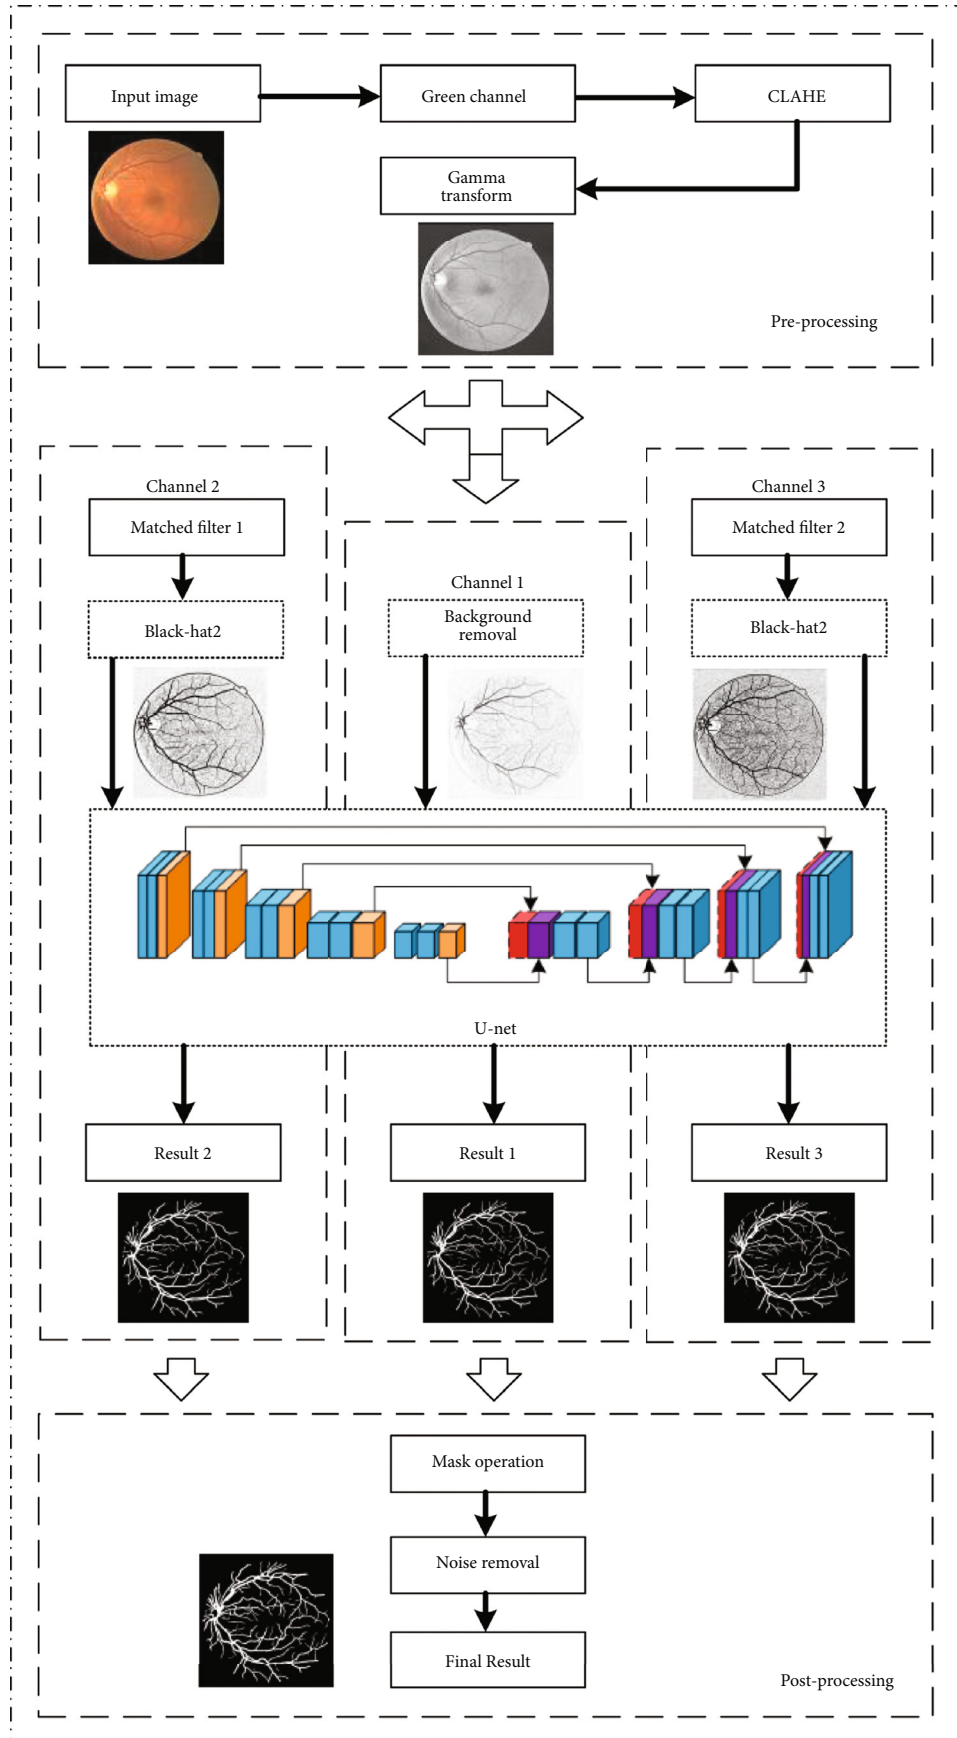 Input image
Green channel
CLAHE
Gamma
transform
Pre-processing
Channel 2
Matched filter 1
Black-hat2
Channel 1
Background
removal
Channel 3
Matched filter 2
Black-hat2
U-net
Result 2
Result 1
Result 3
Mask operation
Noise removal
Final Result
Post-processing